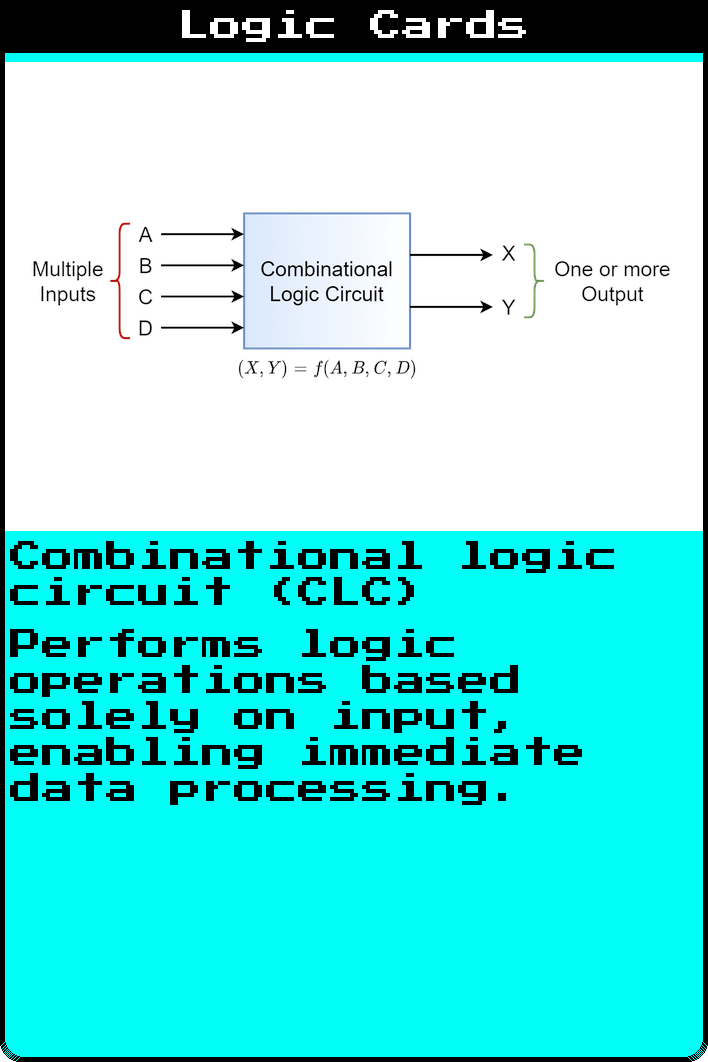 Logic Cards
Multiple
Inputs
A
B
C
D
Combinational
Logic Circuit
X
Y
One or more
Output
(X, Y) = f(A, B, C, D)
Combinational logic
circuit (CLC)
Performs logic
operations based
solely on input,
enabling immediate
data processing.